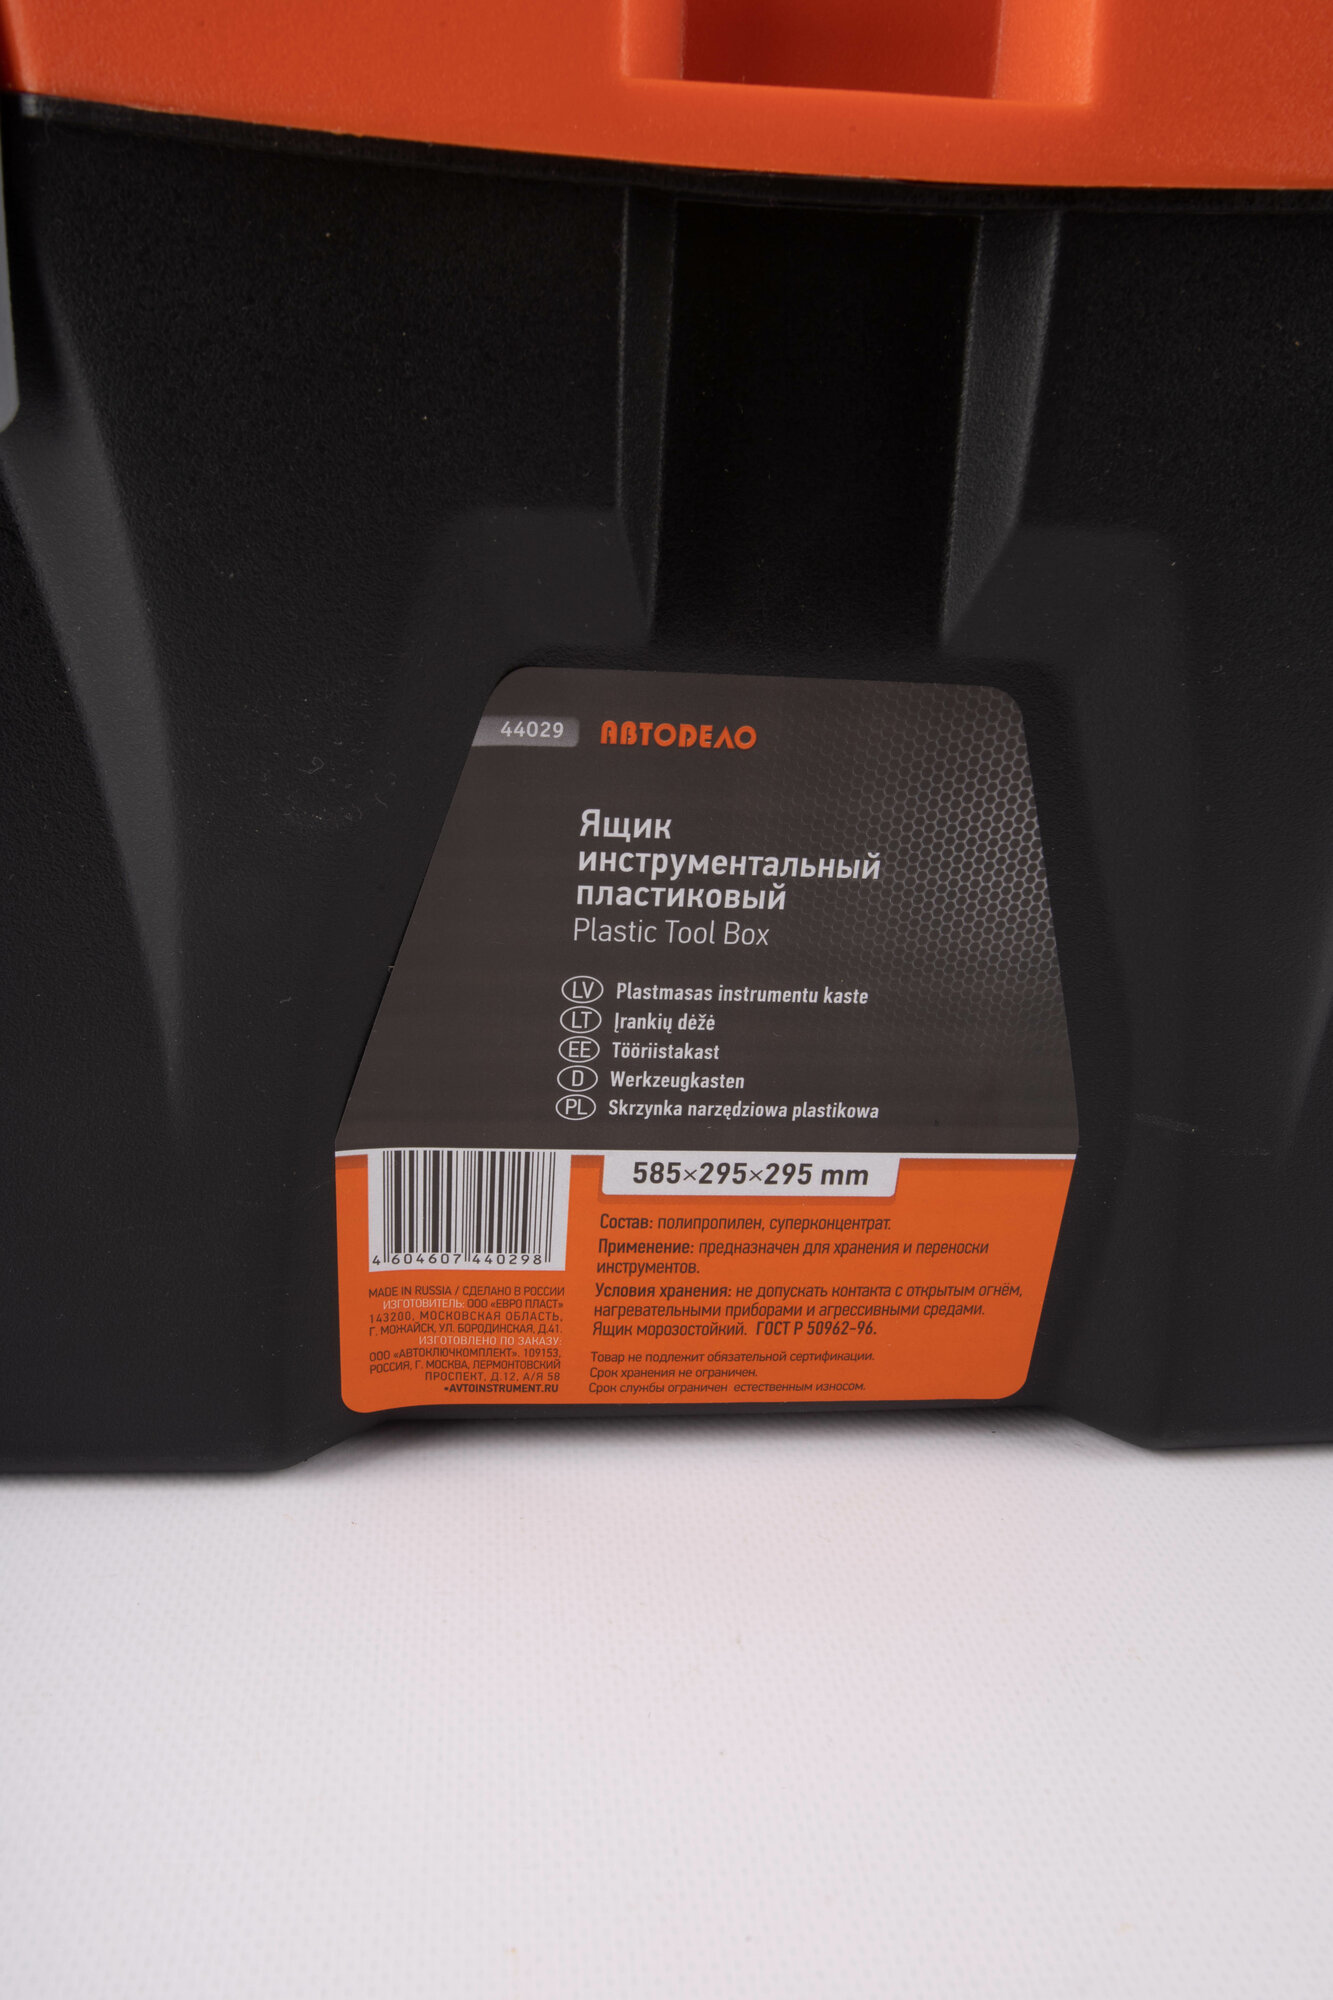 44029
АВТОDЕЛО
Ящик
инструментальный
пластиковый
Plastic Tool Box
LV Plastmasas instrumentu kaste
LT Įrankių dėžė
EE Tööriistakast
D Werkzeugkasten
PL Skrzynka narzędziowa plastikowa
585×295×295 mm
4 604607 440298
MADE IN RUSSIA / СДЕЛАНО В РОССИИ
ИЗГОТОВИТЕЛЬ: ООО «ЕВРО ПЛАСТ»
143200, МОСКОВСКАЯ ОБЛАСТЬ,
Г. МОЖАЙСК, УЛ. БОРОДИНСКАЯ, Д.41.
ИЗГОТОВЛЕНО ПО ЗАКАЗУ:
ООО «АВТОКЛЮЧКОМПЛЕКТ». 109153,
РОССИЯ, Г. МОСКВА, ЛЕРМОНТОВСКИЙ
ПРОСПЕКТ, Д.12, А/Я 58
•AVTOINSTRUMENT.RU
Состав: полипропилен, суперконцентрат.
Применение: предназначен для хранения и переноски
инструментов.
Условия хранения: не допускать контакта с открытым огнём,
нагревательными приборами и агрессивными средами.
Ящик морозостойкий. ГОСТ Р 50962-96.
Товар не подлежит обязательной сертификации.
Срок хранения не ограничен.
Срок службы ограничен естественным износом.